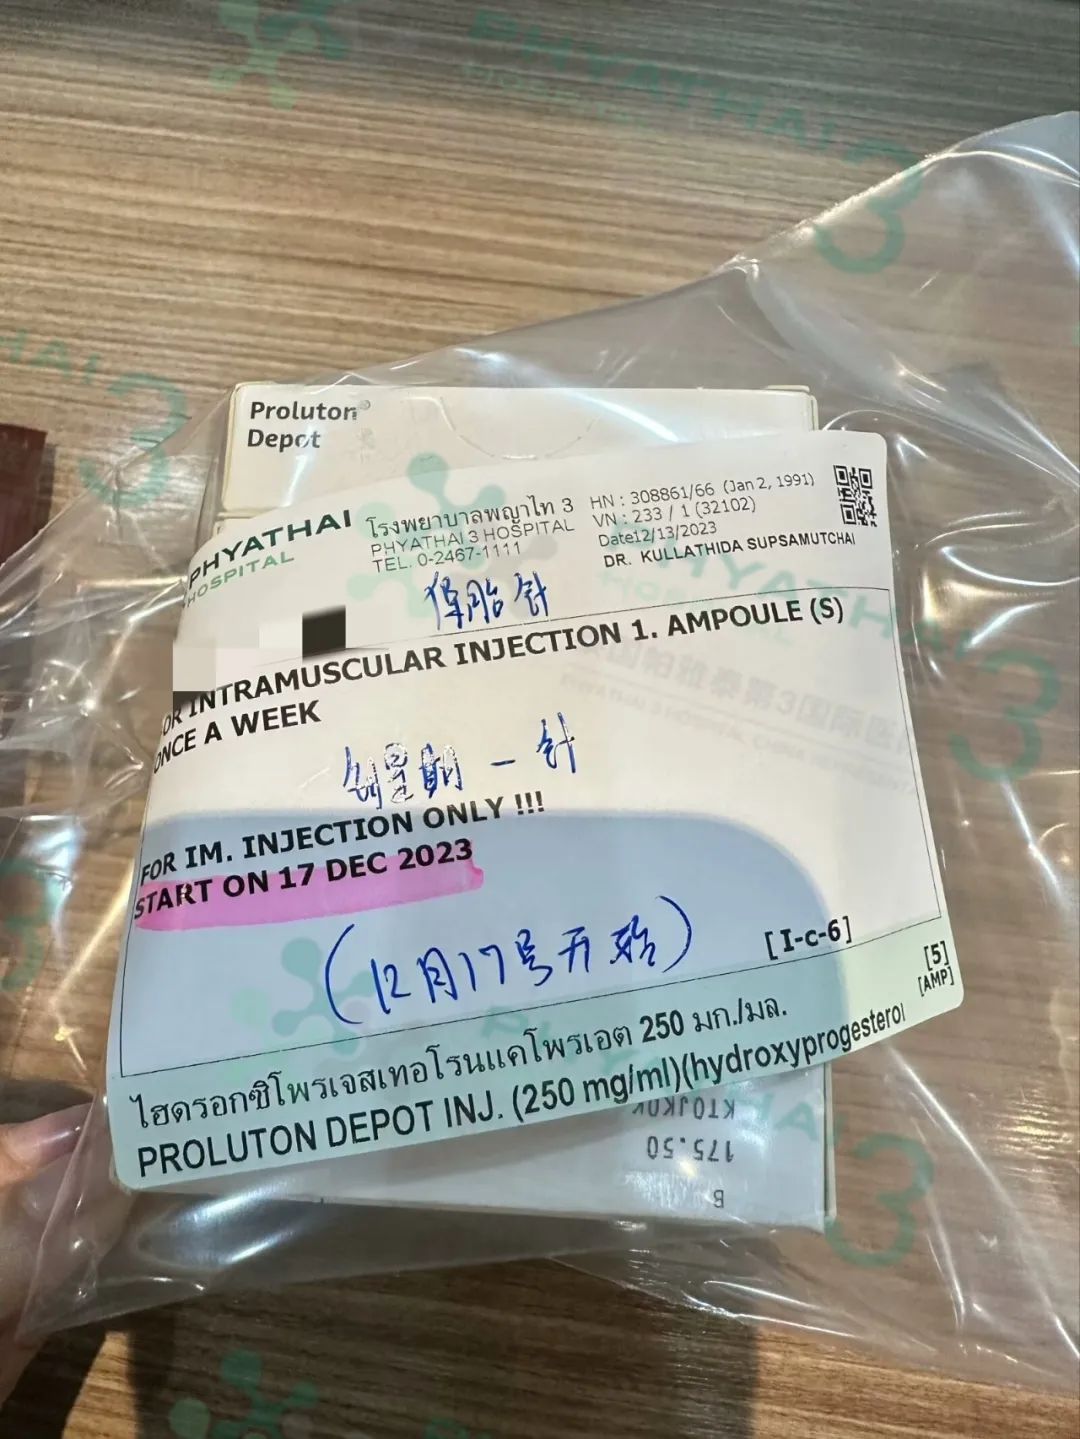 Proluton®
Depot
PHYATHAI
HOSPITAL
โรงพยาบาลพญาไท 3
PHYATHAI 3 HOSPITAL
TEL. 0-2467-1111
HN : 308861/66 (Jan 2, 1991)
VN : 233 / 1 (32102)
Date12/13/2023
DR. KULLATHIDA SUPSAMUTCHAI
保胎针
OR INTRAMUSCULAR INJECTION 1. AMPOULE (S)
ONCE A WEEK
每星期一针
FOR IM. INJECTION ONLY !!!
START ON 17 DEC 2023
(12月17号开始)
[I-c-6]
[5]
[AMP]
ไฮดรอกซิโพรเจสเทอโรนแคโพรเอต 250 มก./มล.
PROLUTON DEPOT INJ. (250 mg/ml)(hydroxyprogesterol
175.50
B
PHYATHAI 3
HOSPITAL